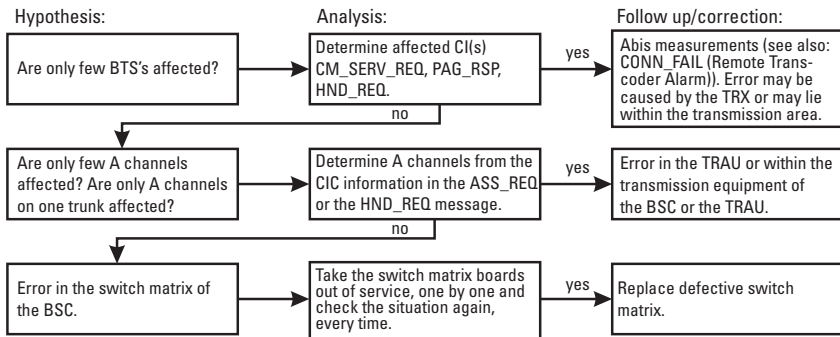 Hypothesis:
Analysis:
Follow up/correction:
Are only few BTS's affected?
Determine affected CI(s)
CM_SERV_REQ, PAG_RSP,
HND_REQ.
yes
Abis measurements (see also:
CONN_FAIL (Remote Trans-
coder Alarm)). Error may be
caused by the TRX or may lie
within the transmission area.
no
Are only few A channels
affected? Are only A channels
on one trunk affected?
Determine A channels from the
CIC information in the ASS_REQ
or the HND_REQ message.
yes
Error in the TRAU or within the
transmission equipment of
the BSC or the TRAU.
no
Error in the switch matrix of
the BSC.
Take the switch matrix boards
out of service, one by one and
check the situation again,
every time.
yes
Replace defective switch
matrix.